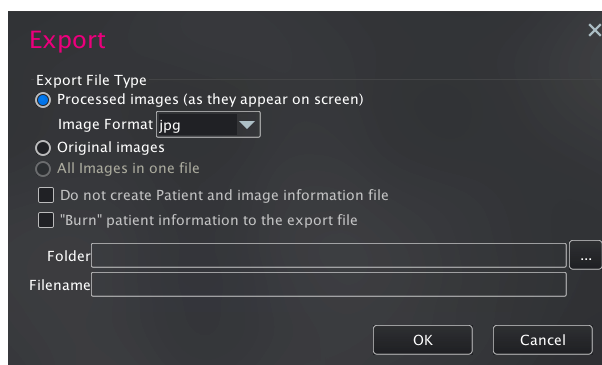 Export
Export File Type
Processed images (as they appear on screen)
Image Format jpg
Original images
All Images in one file
Do not create Patient and image information file
"Burn" patient information to the export file
Folder ...
Filename
OK Cancel